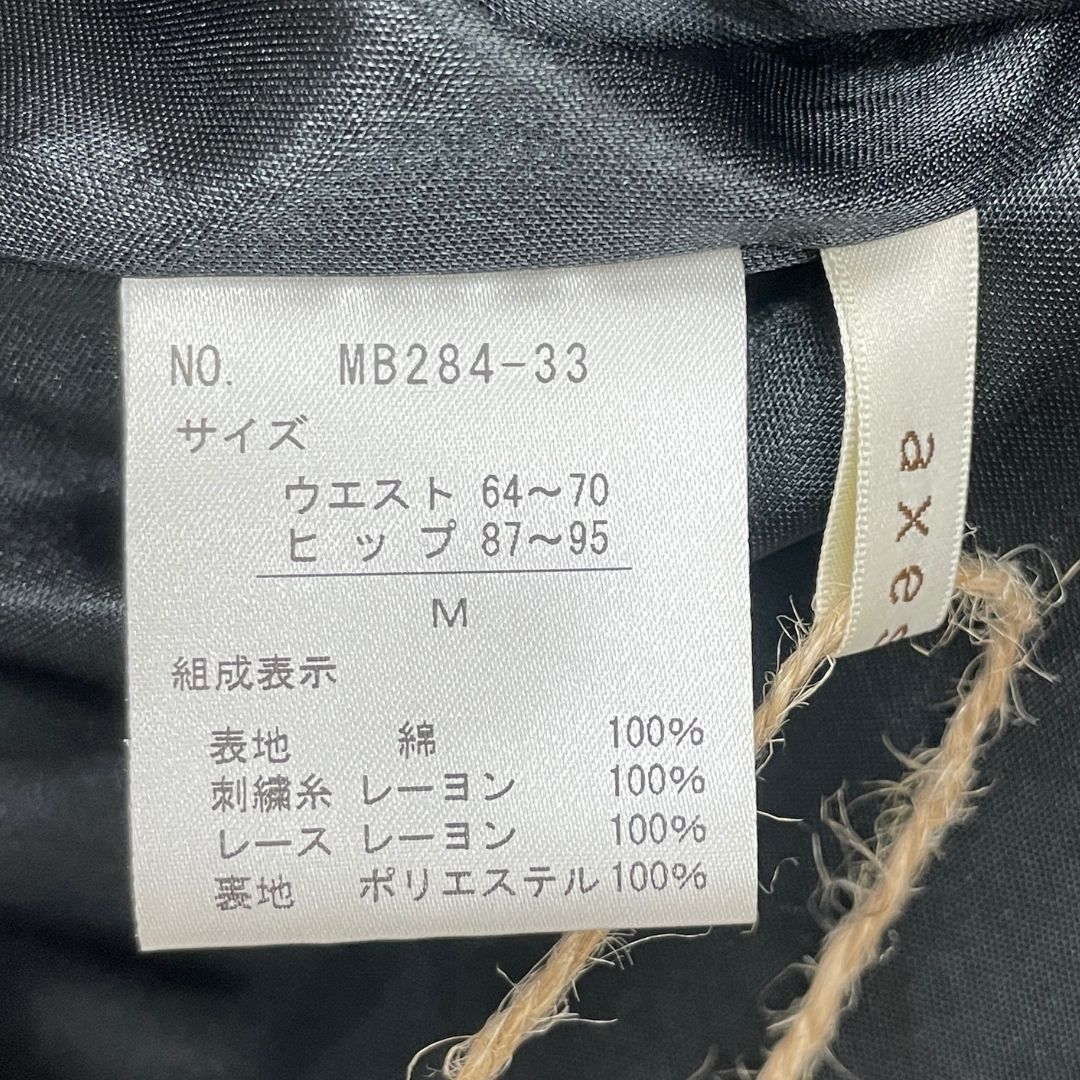 NO. MB284-33
サイズ
ウエスト 64～70
ヒップ 87～95
M
組成表示
表地 綿 100%
刺繍糸 レーヨン 100%
レース レーヨン 100%
裏地 ポリエステル 100%
axes